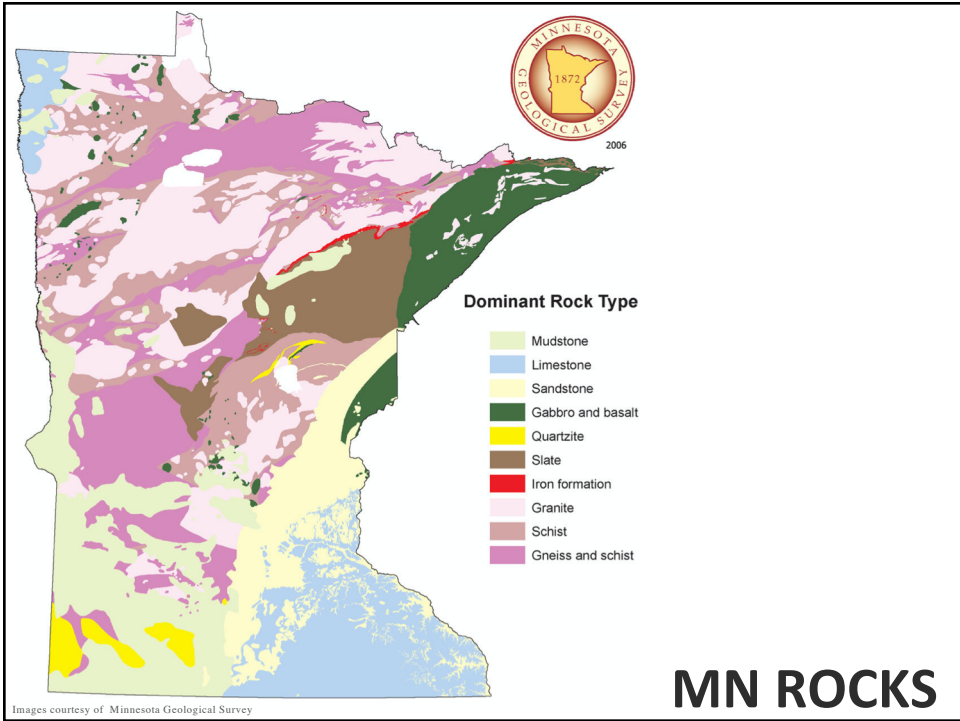 MINNESOTA
GEOLOGICAL SURVEY
1872
2006
Dominant Rock Type
Mudstone
Limestone
Sandstone
Gabbro and basalt
Quartzite
Slate
Iron formation
Granite
Schist
Gneiss and schist
Images courtesy of Minnesota Geological Survey
MN ROCKS